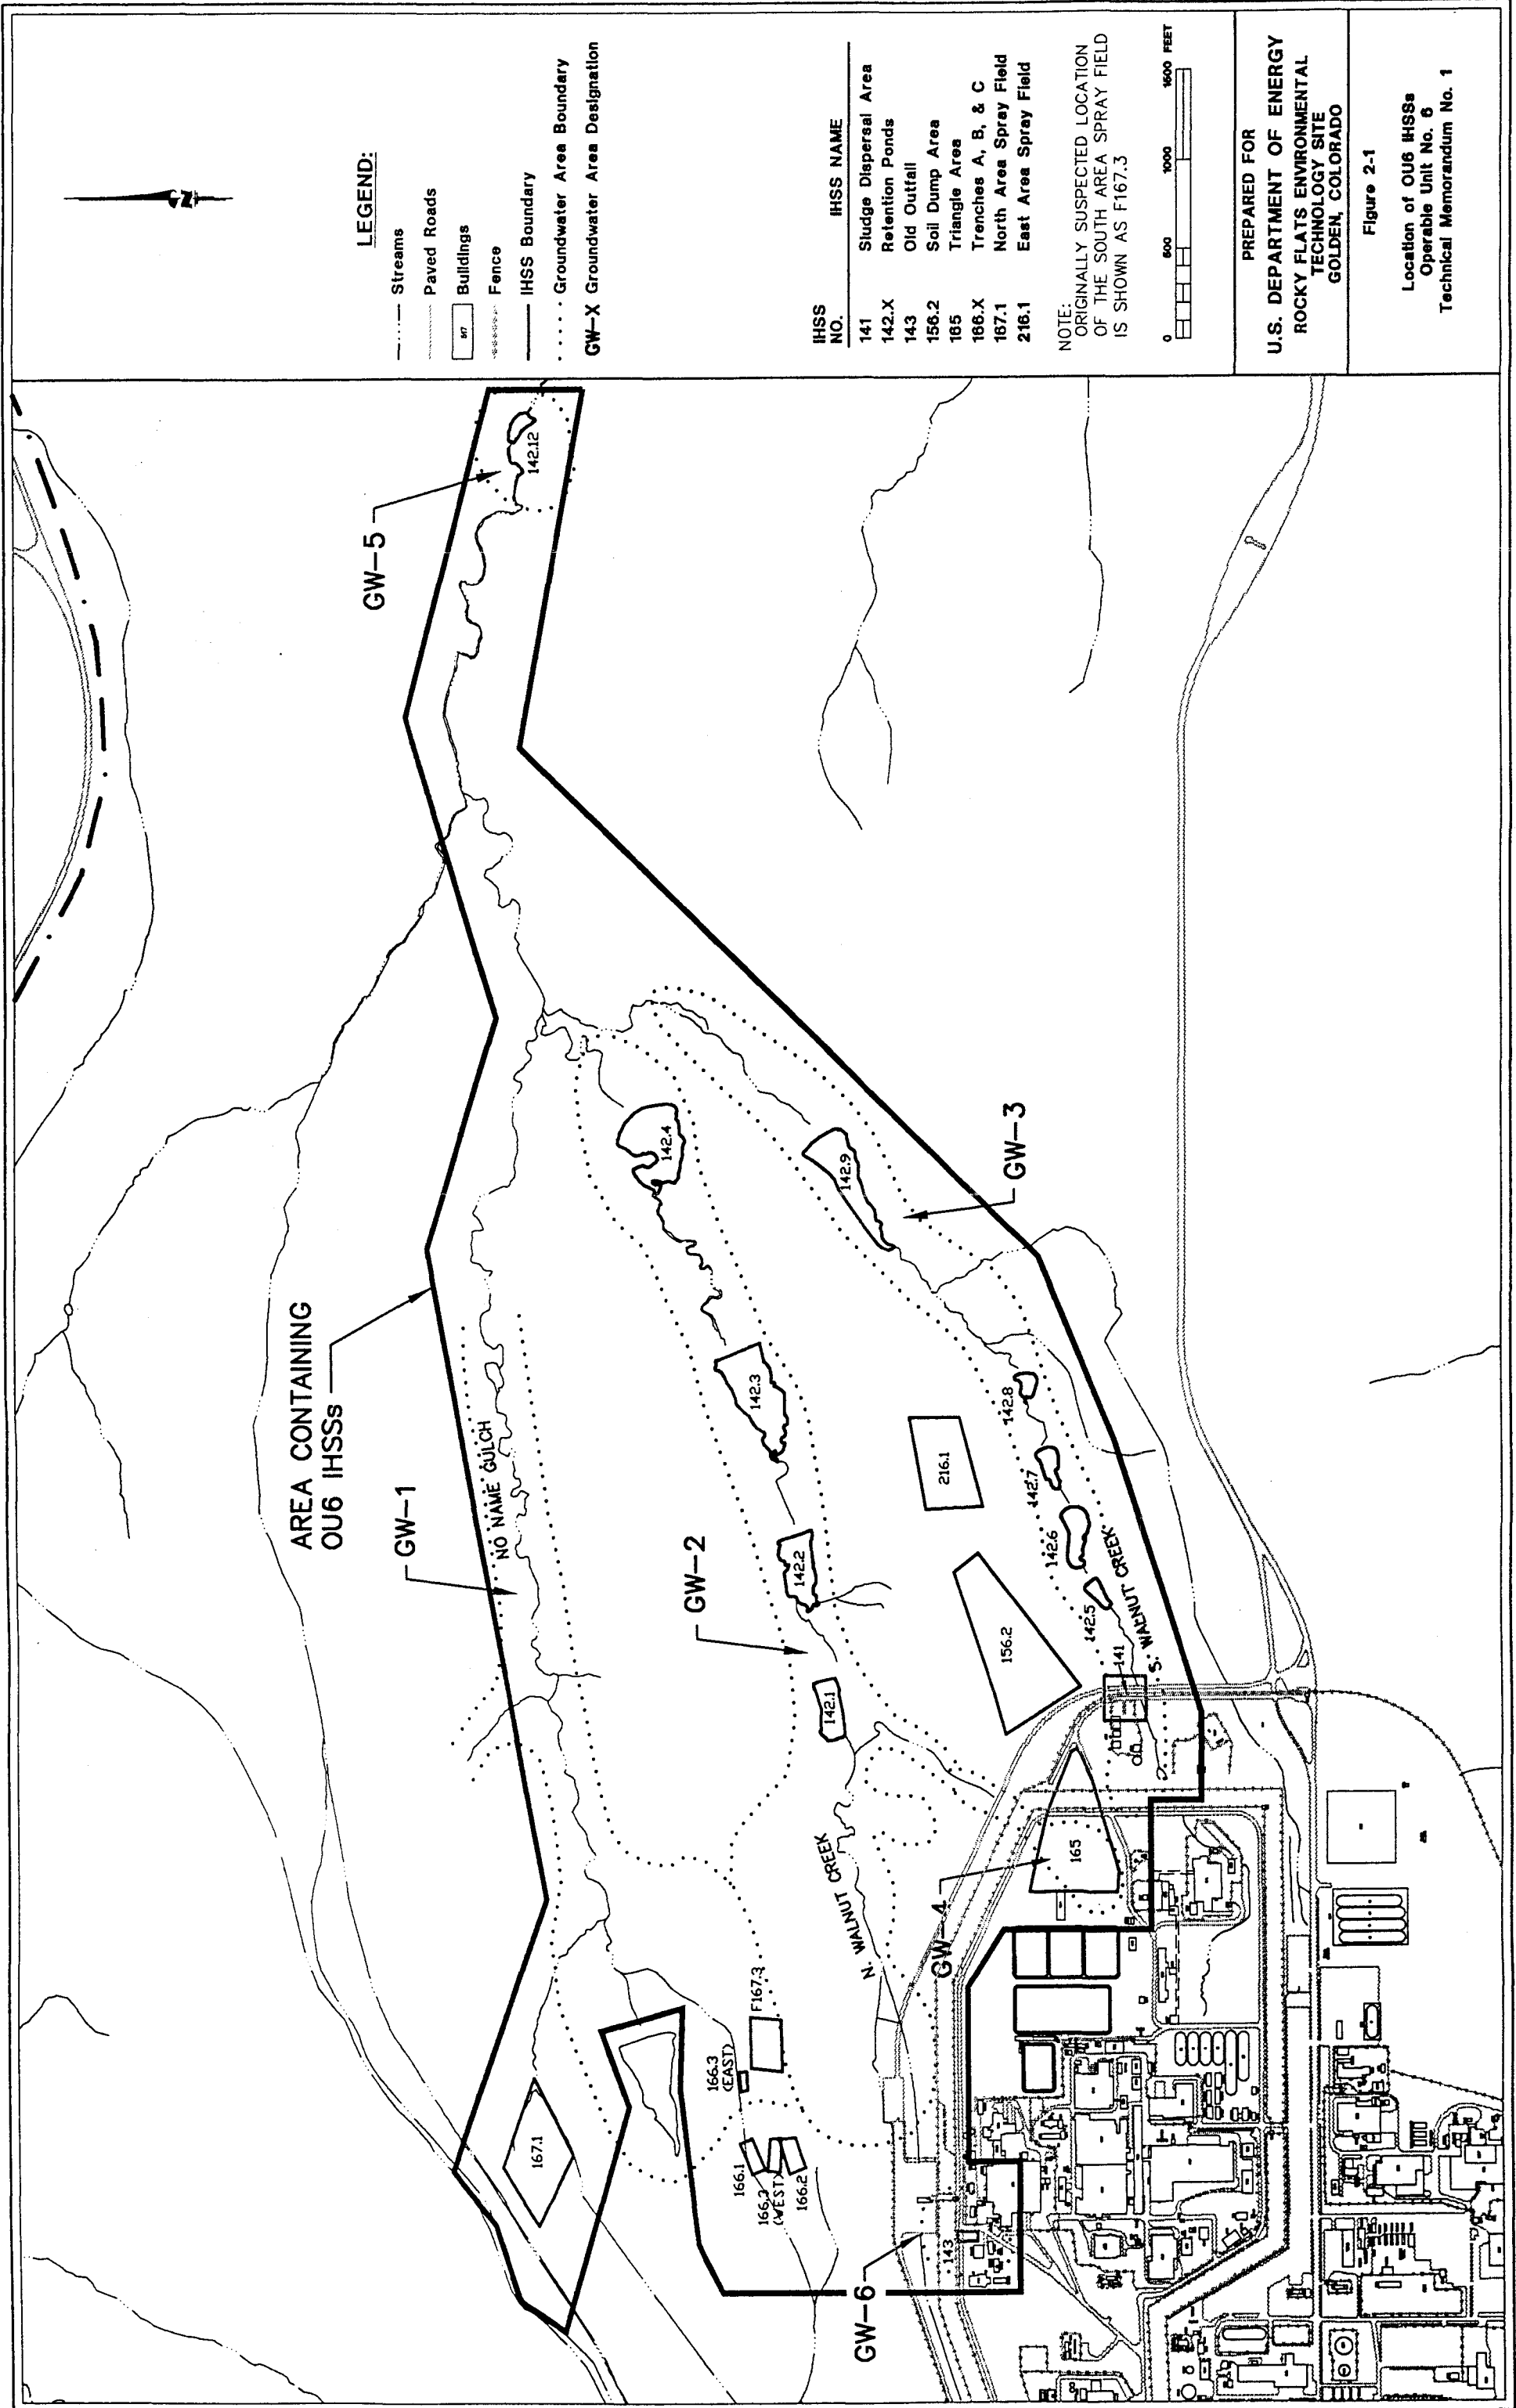 LEGEND:
Streams
Paved Roads
Buildings
Fence
IHSS Boundary
Groundwater Area Boundary
GW-X Groundwater Area Designation
IHSS NO. IHSS NAME
141 Sludge Dispersal Area
142.X Retention Ponds
143 Old Outfall
156.2 Soil Dump Area
165 Triangle Area
166.X Trenches A, B, & C
167.1 North Area Spray Field
216.1 East Area Spray Field
NOTE:
ORIGINALLY SUSPECTED LOCATION
OF THE SOUTH AREA SPRAY FIELD
IS SHOWN AS F167.3
0 500 1000 1600 FEET
PREPARED FOR
U.S. DEPARTMENT OF ENERGY
ROCKY FLATS ENVIRONMENTAL
TECHNOLOGY SITE
GOLDEN, COLORADO
Figure 2-1
Location of OU6 IHSSs
Operable Unit No. 6
Technical Memorandum No. 1
AREA CONTAINING
OU6 IHSSs
GW-1
NO NAME GULCH
GW-5
142.12
GW-2
142.4
142.3
142.2
142.1
GW-3
142.9
142.8
142.7
142.6
142.5
216.1
156.2
141
S. WALNUT CREEK
N. WALNUT CREEK
GW-4
165
167.1
F167.3
166.3
(EAST)
166.1
(WEST)
166.2
GW-6
143